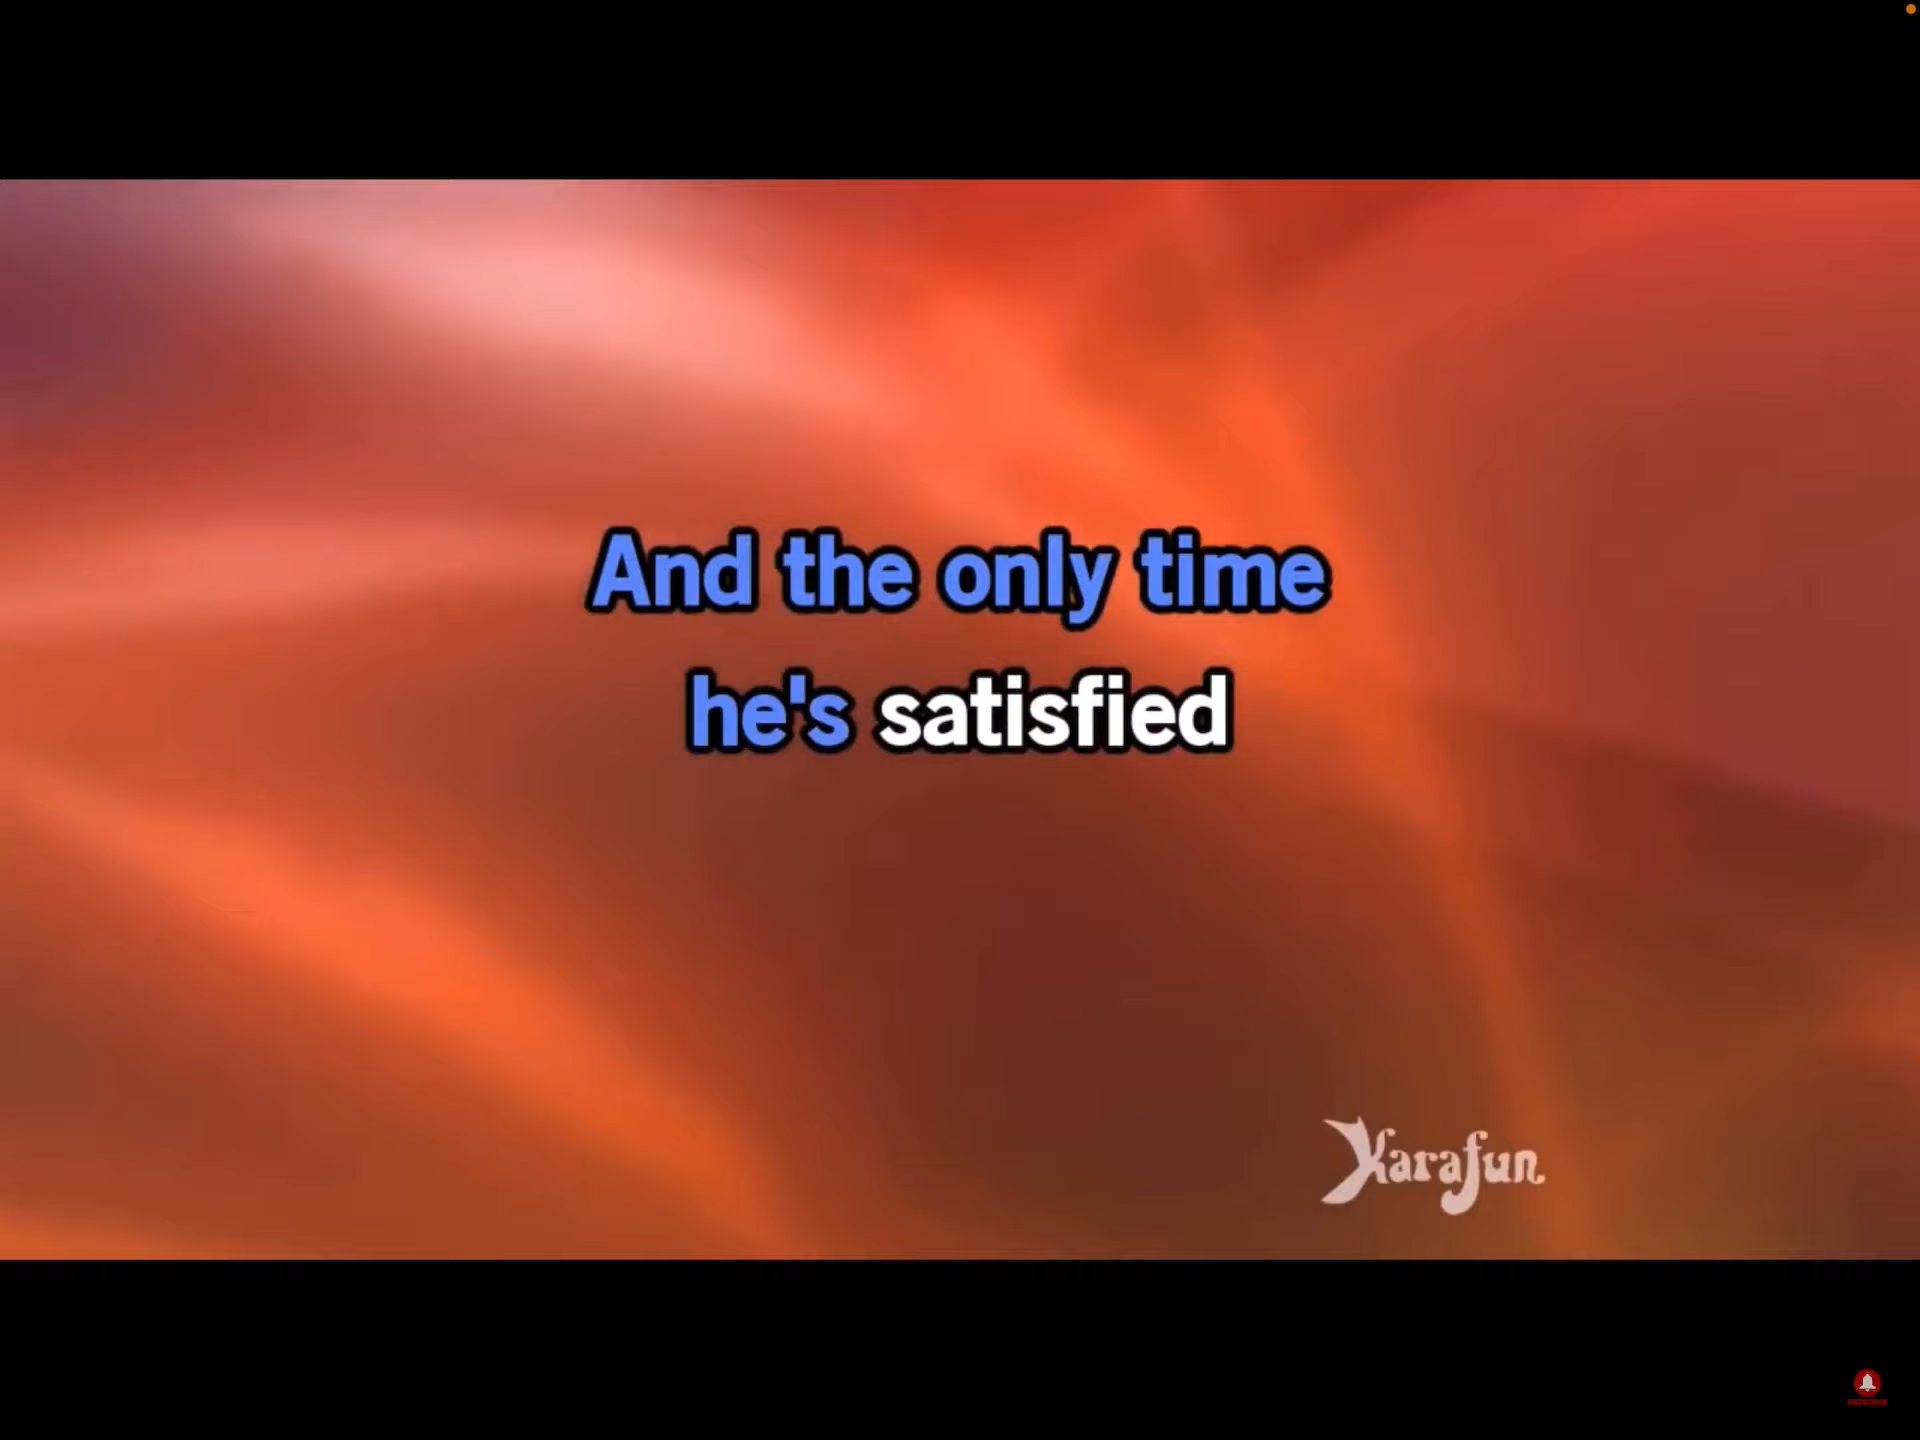 And the only time
he's satisfied
Karafun